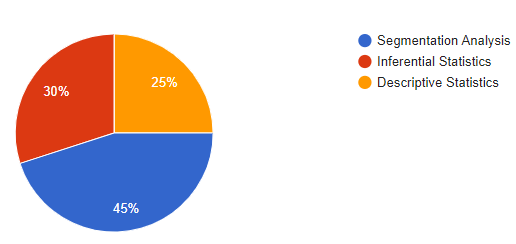 Segmentation Analysis
Inferential Statistics
Descriptive Statistics
30%
25%
45%